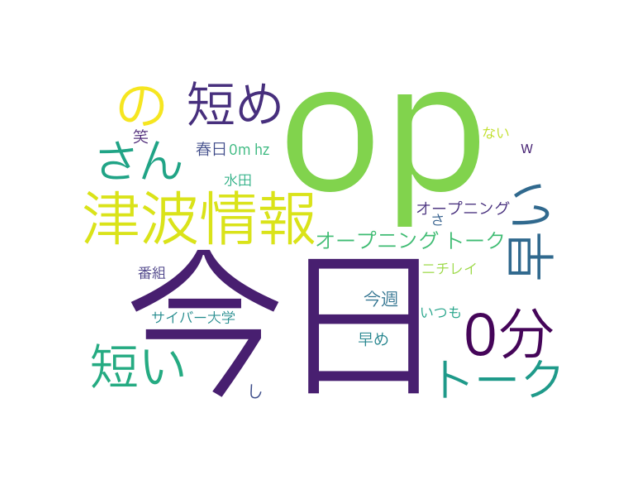 op
の
短め
笑
春日
0m hz
ない
w
さん
水田
早い
津波情報
オープニング
さ
オープニング トーク
番組
ニチレイ
今日
今週
サイバー大学
いつも
0分
早め
短い
トーク
し